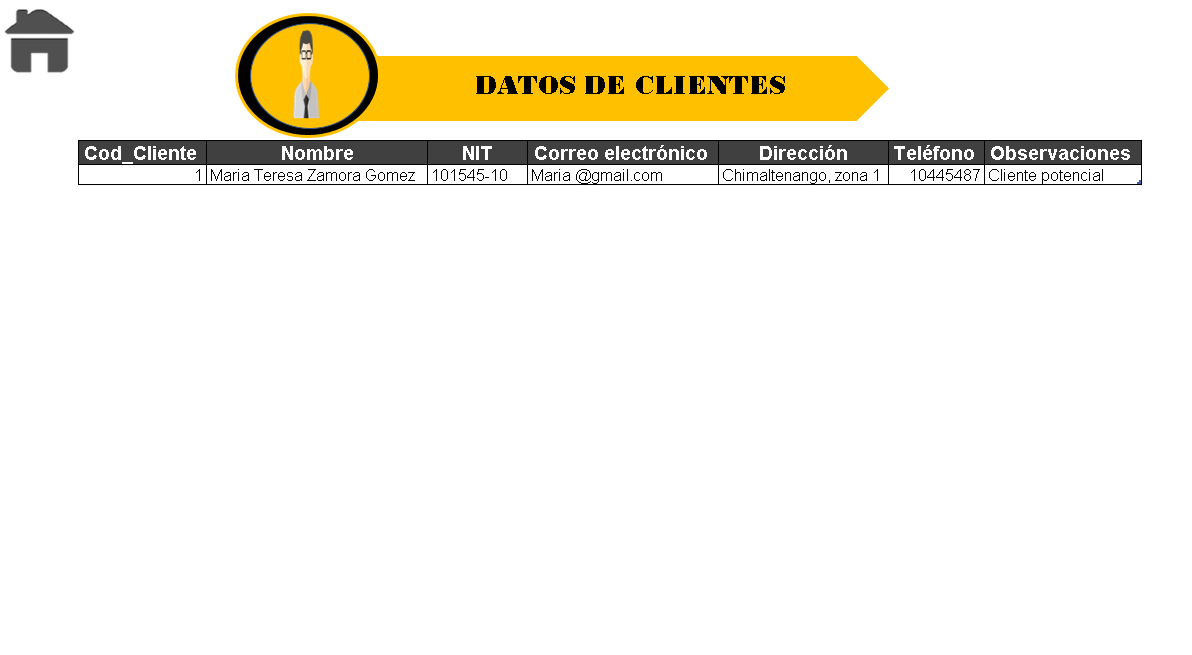 DATOS DE CLIENTES
Cod_Cliente Nombre NIT Correo electrónico Dirección Teléfono Observaciones
1 Maria Teresa Zamora Gomez 101545-10 Maria @gmail.com Chimaltenango, zona 1 10445487 Cliente potencial